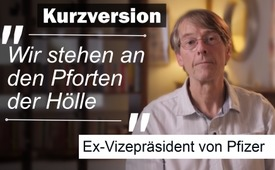 Kurzversion
"Wir stehen an
den Pforten
der Hölle
"
Ex-Vizepräsident von Pfizer